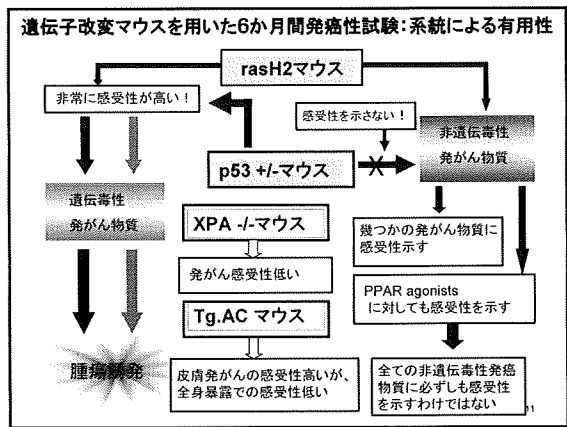 遺伝子改変マウスを用いた6か月間発癌性試験：系統による有用性
rasH2マウス
非常に感受性が高い！
感受性を示さない！
非遺伝毒性
発がん物質
p53 +/-マウス
X
遺伝毒性
発がん物質
XPA -/-マウス
幾つかの発がん物質に
感受性示す
発がん感受性低い
PPAR agonists
に対しても感受性を示す
Tg.AC マウス
腫瘍誘発
皮膚発がんの感受性高いが、
全身暴露での感受性低い
全ての非遺伝毒性発癌
物質に必ずしも感受性
を示すわけではない
11